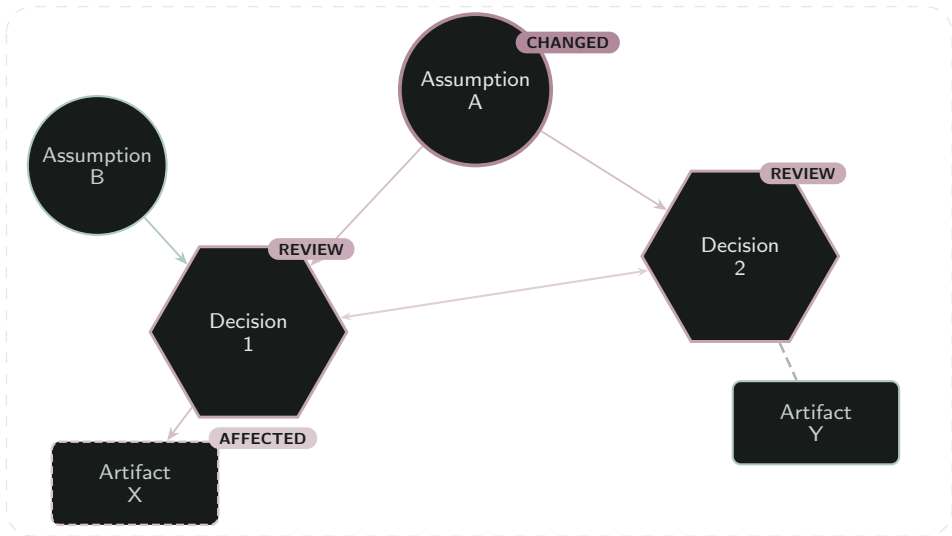 CHANGED
Assumption
A
Assumption
B
REVIEW
Decision
2
REVIEW
Decision
1
Artifact
Y
AFFECTED
Artifact
X